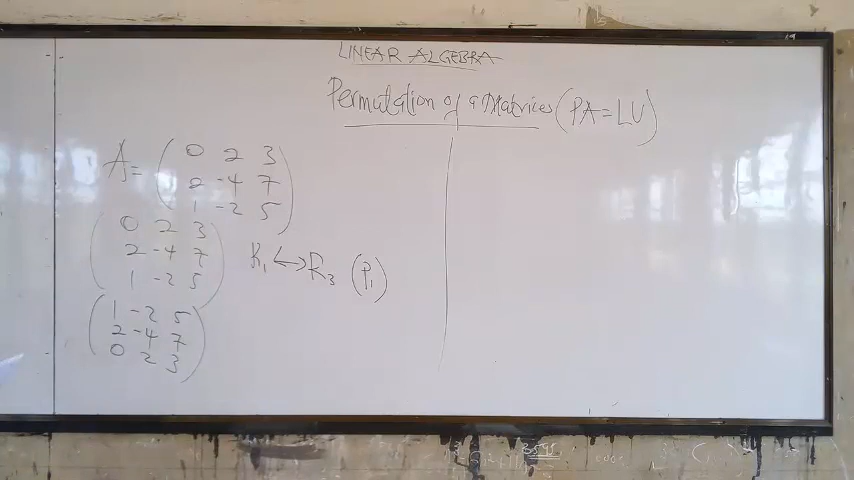 LINEAR ALGEBRA
Permutation of a Matrices (PA=LU)
A = ( 0 2 3
2 -4 7
1 -2 5 )
( 0 2 3
2 -4 7
1 -2 5 ) R₁ ↔ R₃ (P₁)
( 1 -2 5
2 -4 7
0 2 3 )